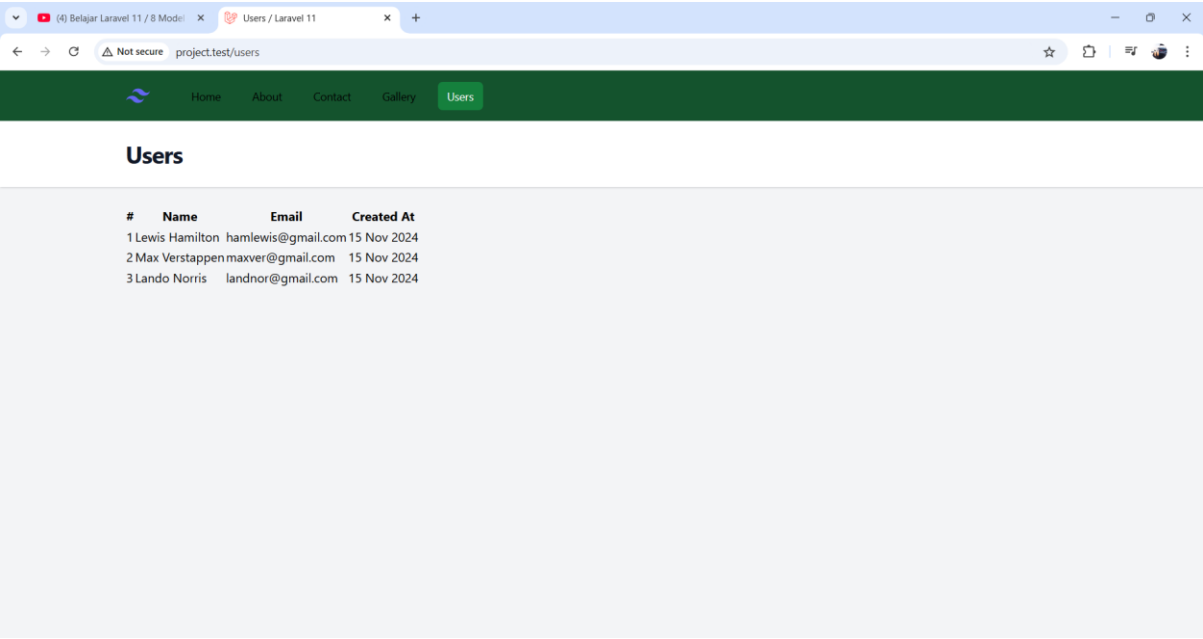 (4) Belajar Laravel 11 / 8 Model
Users / Laravel 11
Not secure project.test/users
Home About Contact Gallery Users
Users
# Name Email Created At
1 Lewis Hamilton hamlewis@gmail.com 15 Nov 2024
2 Max Verstappen maxver@gmail.com 15 Nov 2024
3 Lando Norris landnor@gmail.com 15 Nov 2024